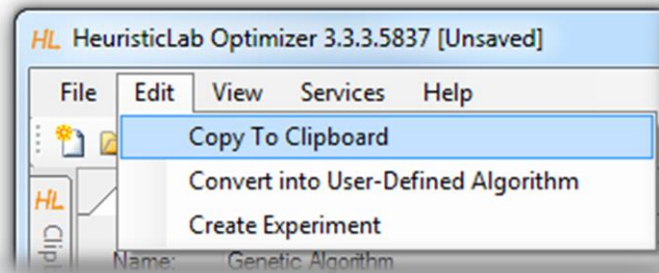 HL HeuristicLab Optimizer 3.3.3.5837 [Unsaved]
File Edit View Services Help
Copy To Clipboard
Convert into User-Defined Algorithm
Create Experiment
HL
Name: Genetic Algorithm